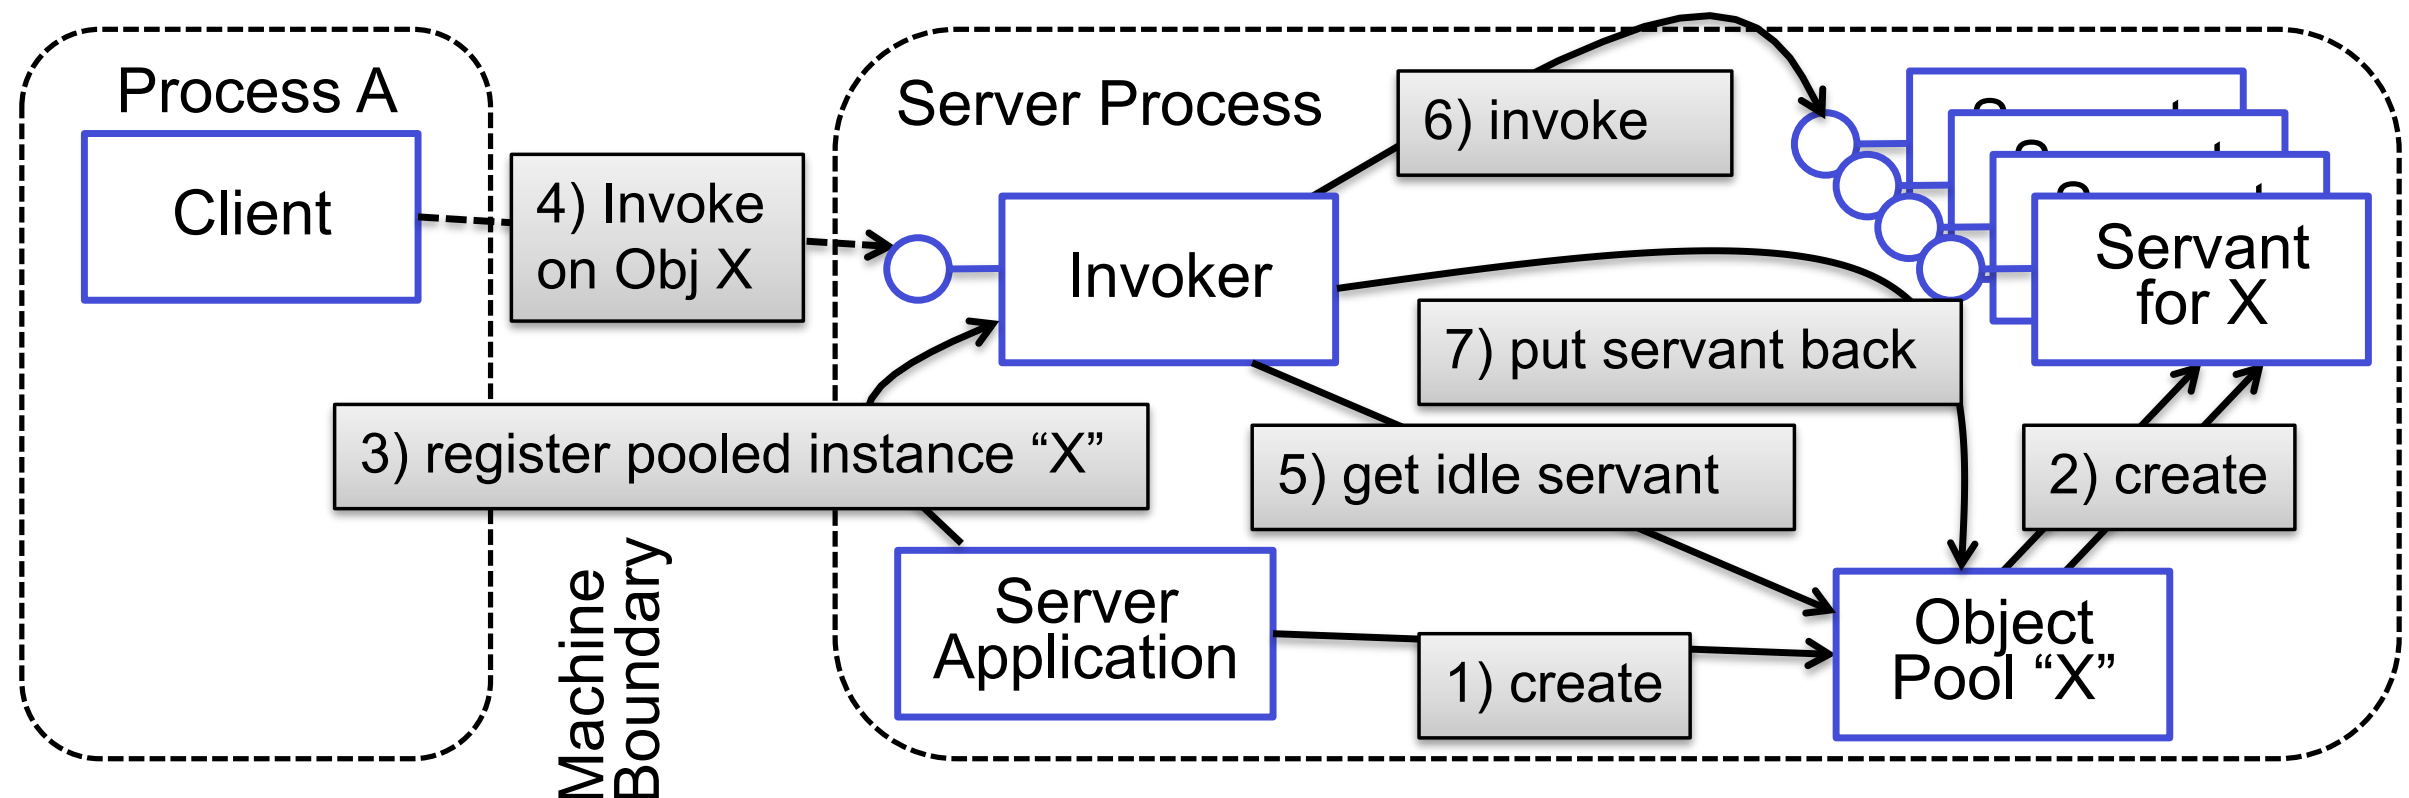 Process A
Client
4) Invoke
on Obj X
Machine
Boundary
Server Process
6) invoke
Invoker
Servant
for X
7) put servant back
3) register pooled instance “X”
5) get idle servant
2) create
Server
Application
1) create
Object
Pool “X”